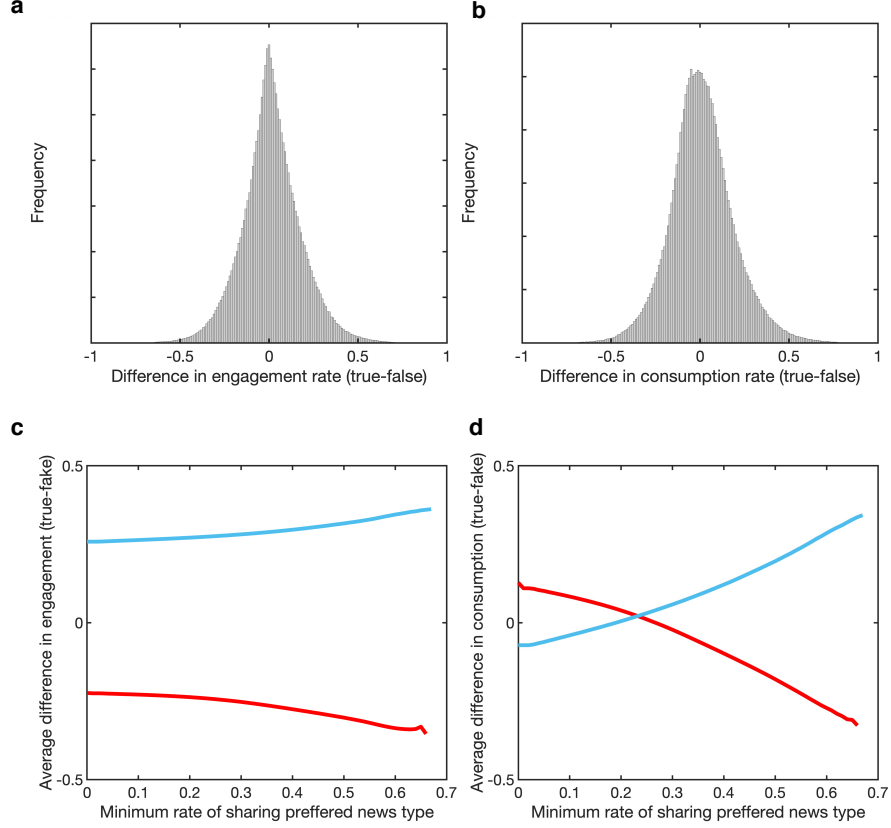 a
Frequency
-1 -0.5 0 0.5 1
Difference in engagement rate (true-false)
b
Frequency
-1 -0.5 0 0.5 1
Difference in consumption rate (true-false)
c
Average difference in engagement (true-fake)
0.5
0
-0.5
0 0.1 0.2 0.3 0.4 0.5 0.6 0.7
Minimum rate of sharing preffered news type
d
Average difference in consumption (true-fake)
0.5
0
-0.5
0 0.1 0.2 0.3 0.4 0.5 0.6 0.7
Minimum rate of sharing preffered news type